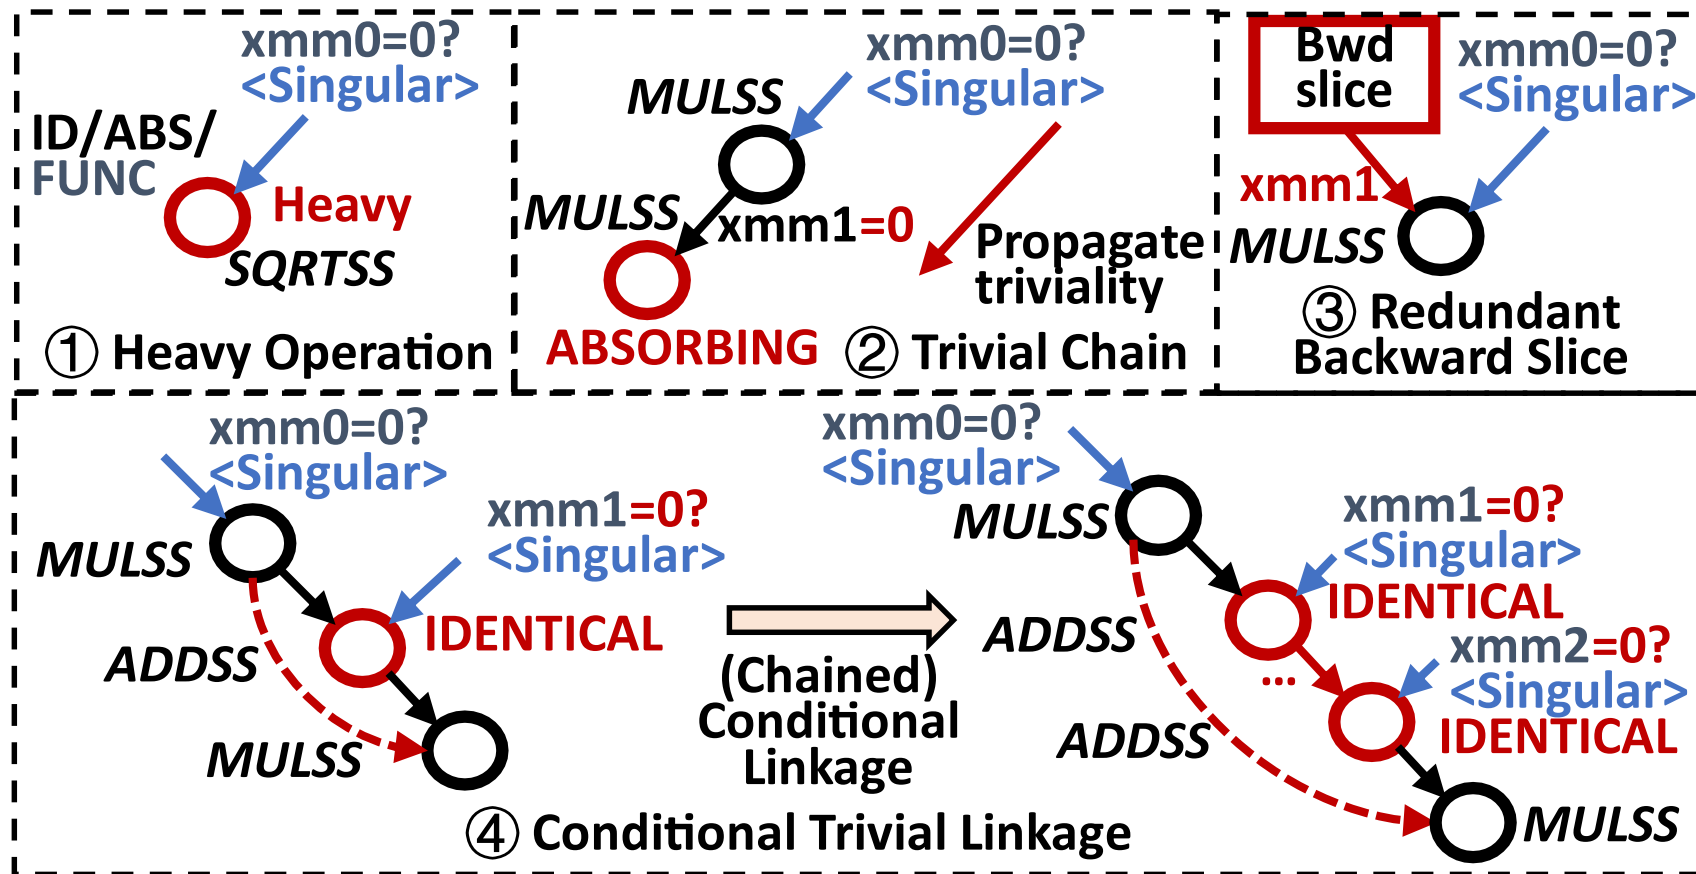 xmm0=0?
<Singular>
ID/ABS/
FUNC
Heavy
SQRTSS
① Heavy Operation
xmm0=0?
<Singular>
MULSS
MULSS
xmm1=0
Propagate
triviality
ABSORBING
② Trivial Chain
Bwd
slice
xmm0=0?
<Singular>
xmm1
MULSS
③ Redundant
Backward Slice
xmm0=0?
<Singular>
xmm1=0?
<Singular>
MULSS
IDENTICAL
ADDSS
MULSS
(Chained)
Conditional
Linkage
xmm0=0?
<Singular>
MULSS
xmm1=0?
<Singular>
IDENTICAL
ADDSS
...
xmm2=0?
<Singular>
IDENTICAL
ADDSS
MULSS
④ Conditional Trivial Linkage